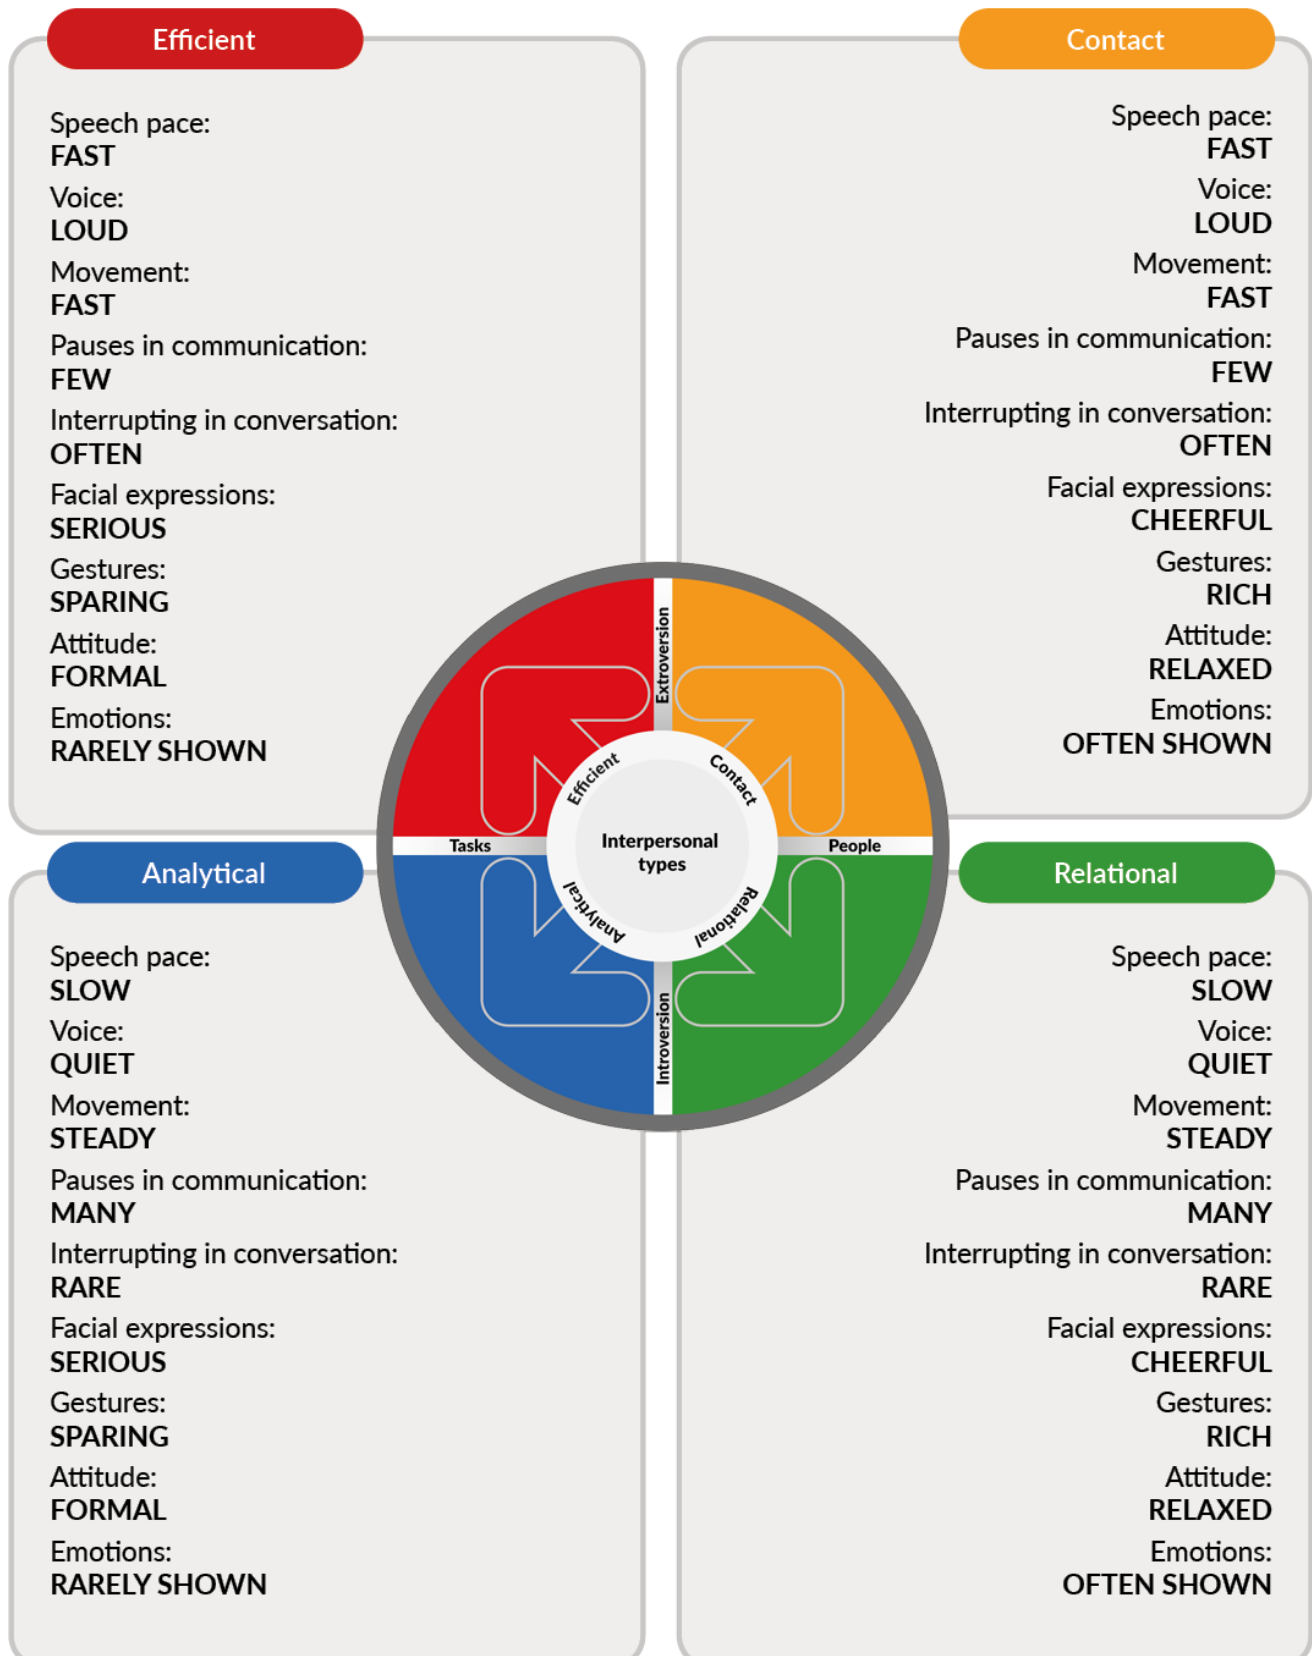 Efficient
Speech pace:
FAST
Voice:
LOUD
Movement:
FAST
Pauses in communication:
FEW
Interrupting in conversation:
OFTEN
Facial expressions:
SERIOUS
Gestures:
SPARING
Attitude:
FORMAL
Emotions:
RARELY SHOWN
Contact
Speech pace:
FAST
Voice:
LOUD
Movement:
FAST
Pauses in communication:
FEW
Interrupting in conversation:
OFTEN
Facial expressions:
CHEERFUL
Gestures:
RICH
Attitude:
RELAXED
Emotions:
OFTEN SHOWN
Extroversion
Efficient
Contact
Tasks
Interpersonal
types
People
Analytical
Relational
Introversion
Analytical
Speech pace:
SLOW
Voice:
QUIET
Movement:
STEADY
Pauses in communication:
MANY
Interrupting in conversation:
RARE
Facial expressions:
SERIOUS
Gestures:
SPARING
Attitude:
FORMAL
Emotions:
RARELY SHOWN
Relational
Speech pace:
SLOW
Voice:
QUIET
Movement:
STEADY
Pauses in communication:
MANY
Interrupting in conversation:
RARE
Facial expressions:
CHEERFUL
Gestures:
RICH
Attitude:
RELAXED
Emotions:
OFTEN SHOWN